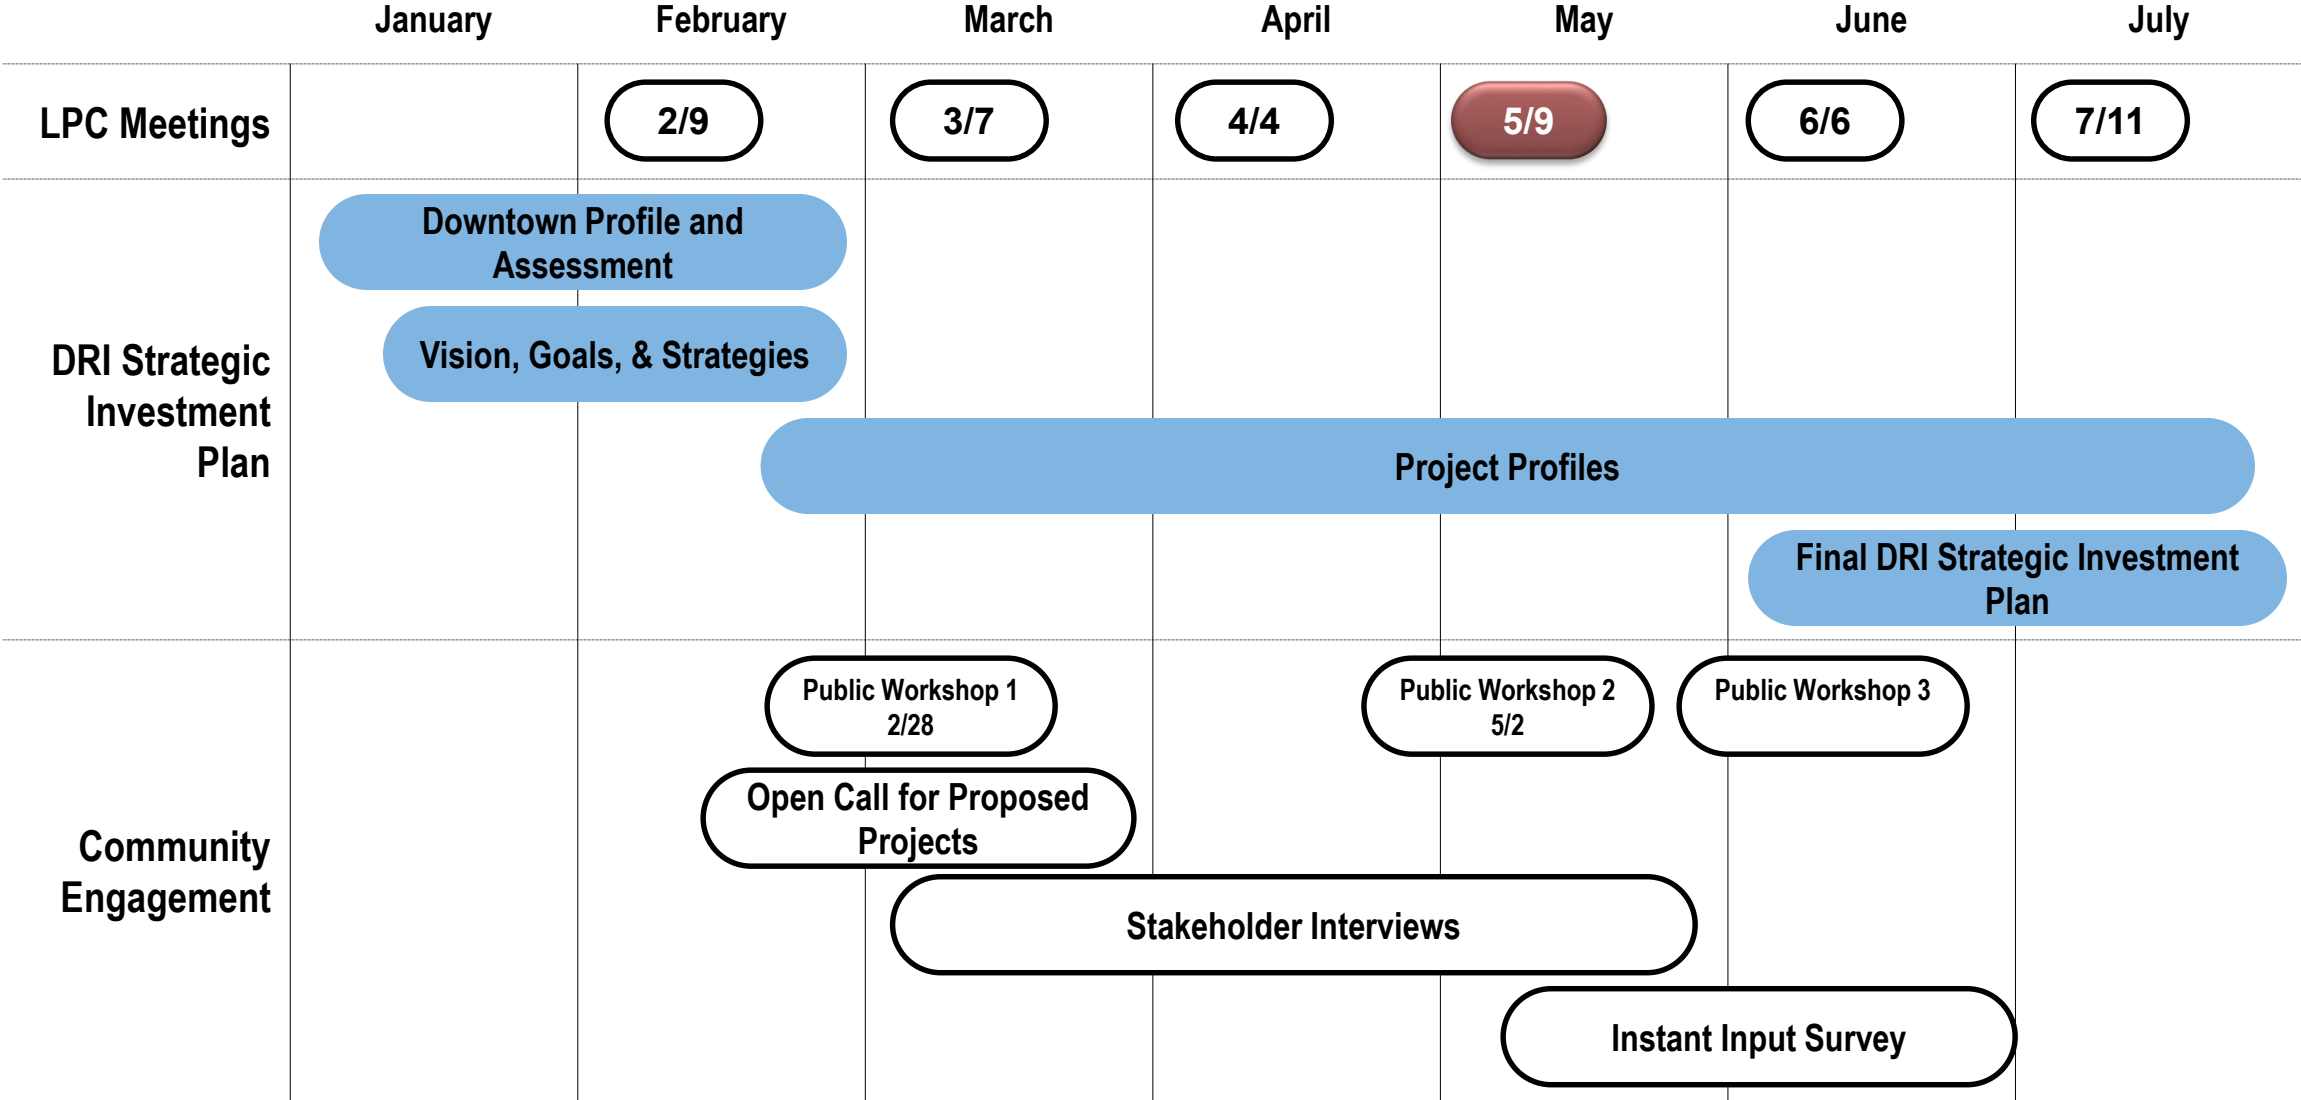 January February March April May June July
LPC Meetings 2/9 3/7 4/4 5/9 6/6 7/11
DRI Strategic
Investment
Plan
Downtown Profile and
Assessment
Vision, Goals, & Strategies
Project Profiles
Final DRI Strategic Investment
Plan
Community
Engagement
Public Workshop 1
2/28
Public Workshop 2
5/2
Public Workshop 3
Open Call for Proposed
Projects
Stakeholder Interviews
Instant Input Survey